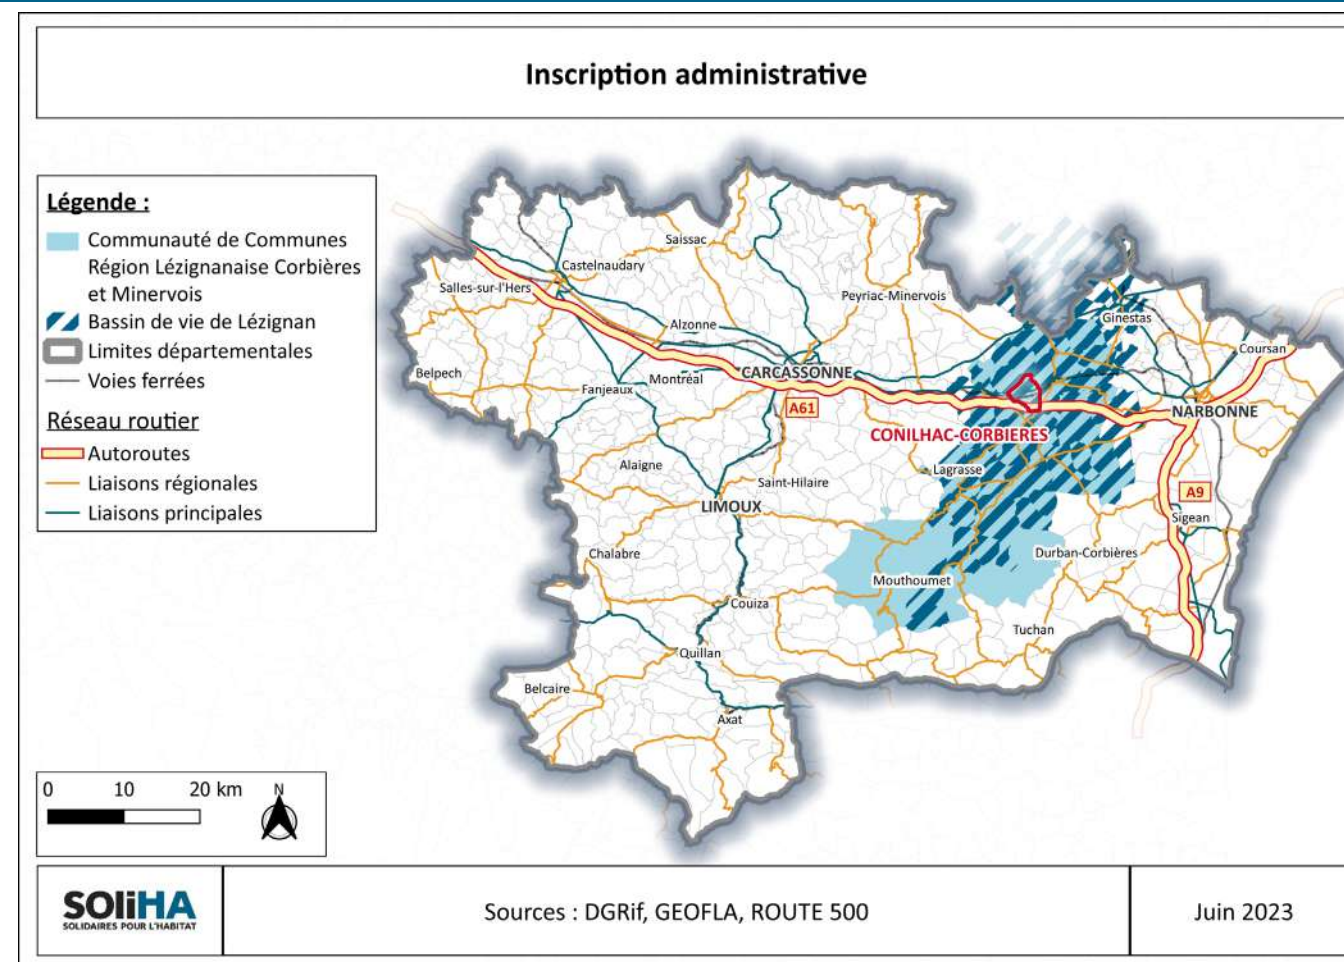 Inscription administrative
Légende :
Communauté de Communes
Région Lézignanaise Corbières
et Minervois
Bassin de vie de Lézignan
Limites départementales
Voies ferrées
Réseau routier
Autoroutes
Liaisons régionales
Liaisons principales
Saissac
Castelnaudary
Salles-sur-l'Hers
Peyriac-Minervois
Ginestas
Alzonne
Coursan
Belpech
CARCASSONNE
Montréal
Fanjeaux
A61
NARBONNE
CONILHAC-CORBIERES
Alaigne
Lagrasse
Saint-Hilaire
A9
LIMOUX
Sigean
Chalabre
Durban-Corbières
Mouthoumet
Couiza
Tuchan
Quillan
Belcaire
Axat
0 10 20 km
N
SOliHA
SOLIDAIRES POUR L'HABITAT
Sources : DGRif, GEOFLA, ROUTE 500
Juin 2023